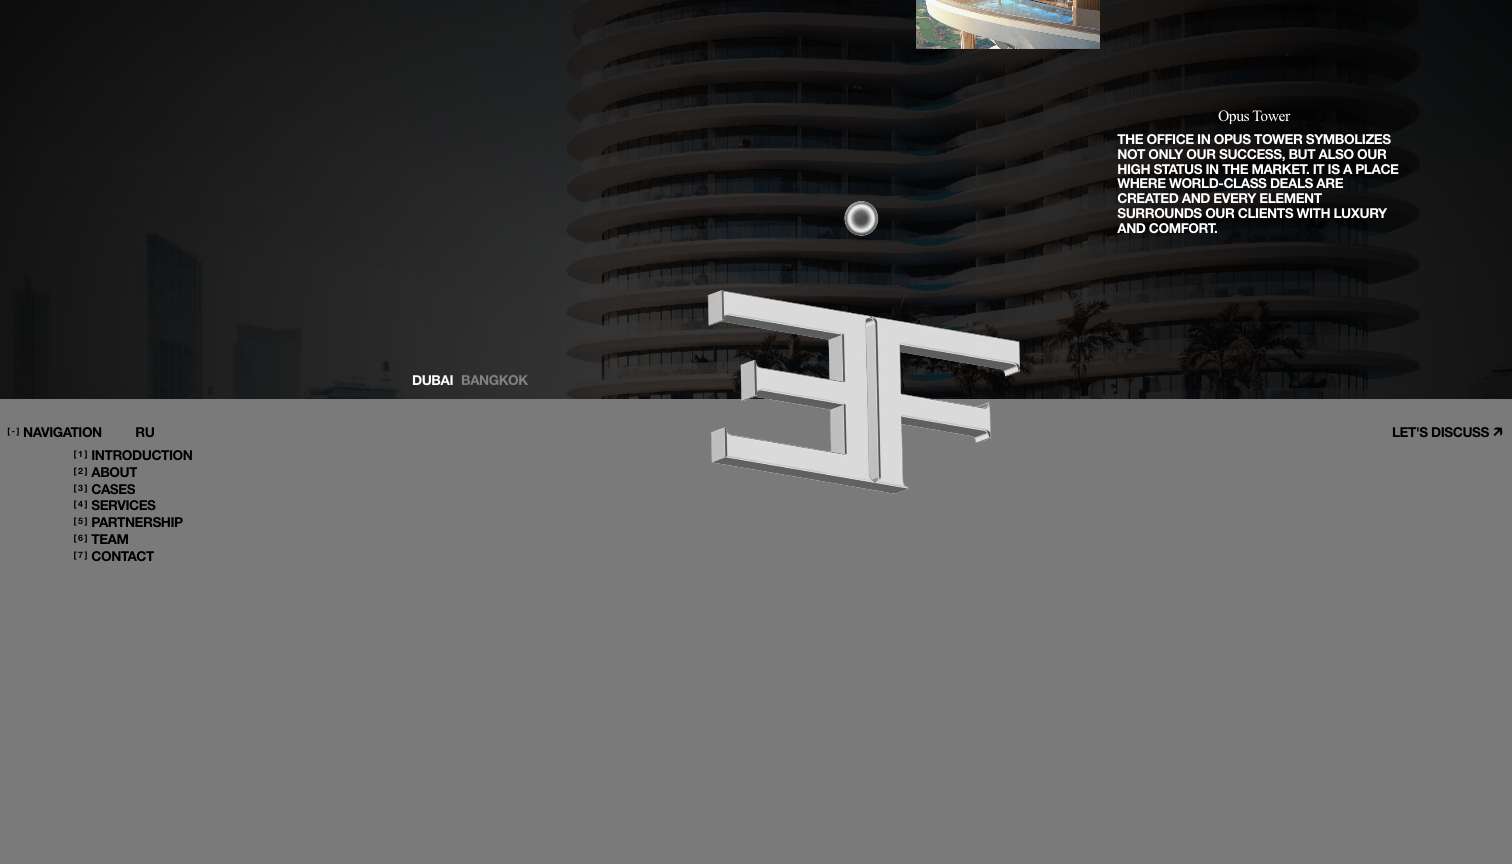 Opus Tower
THE OFFICE IN OPUS TOWER SYMBOLIZES
NOT ONLY OUR SUCCESS, BUT ALSO OUR
HIGH STATUS IN THE MARKET. IT IS A PLACE
WHERE WORLD-CLASS DEALS ARE
CREATED AND EVERY ELEMENT
SURROUNDS OUR CLIENTS WITH LUXURY
AND COMFORT.
DUBAI BANGKOK
[-] NAVIGATION RU
LET'S DISCUSS ↗
[1] INTRODUCTION
[2] ABOUT
[3] CASES
[4] SERVICES
[5] PARTNERSHIP
[6] TEAM
[7] CONTACT